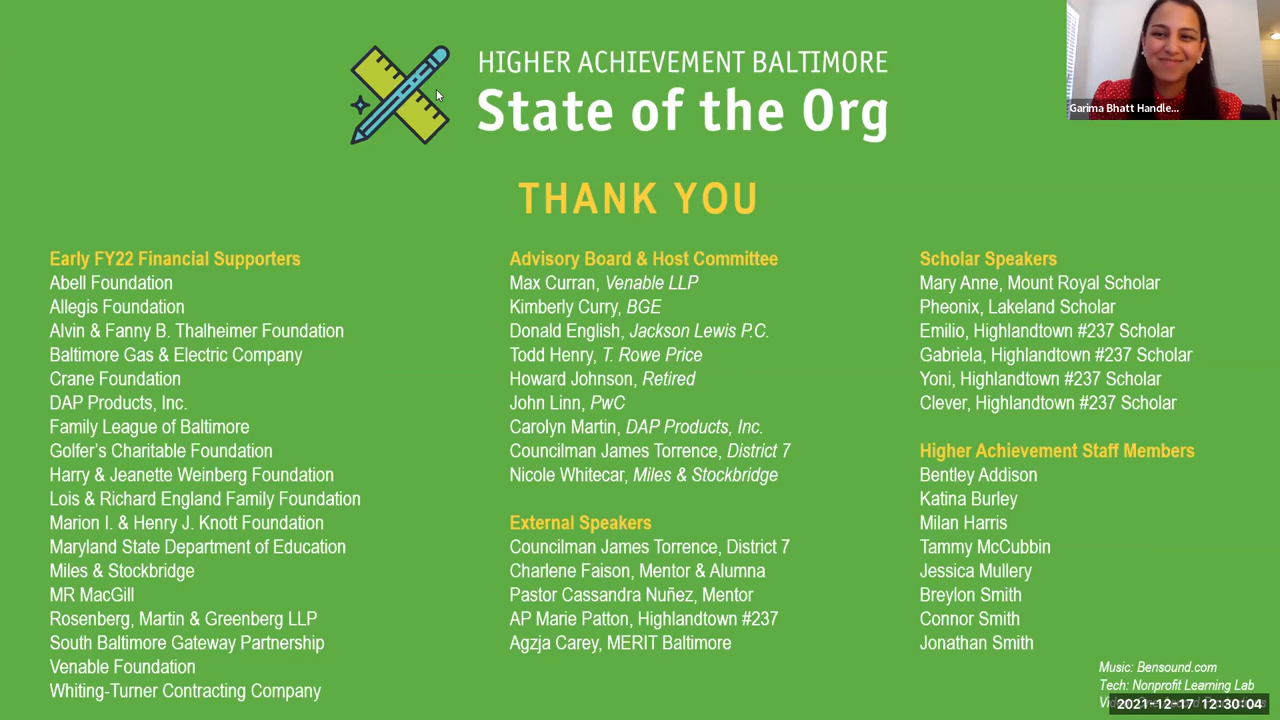 HIGHER ACHIEVEMENT BALTIMORE
State of the Org
Garima Bhatt Handle...
THANK YOU
Early FY22 Financial Supporters
Abell Foundation
Allegis Foundation
Alvin & Fanny B. Thalheimer Foundation
Baltimore Gas & Electric Company
Crane Foundation
DAP Products, Inc.
Family League of Baltimore
Golfer's Charitable Foundation
Harry & Jeanette Weinberg Foundation
Lois & Richard England Family Foundation
Marion I. & Henry J. Knott Foundation
Maryland State Department of Education
Miles & Stockbridge
MR MacGill
Rosenberg, Martin & Greenberg LLP
South Baltimore Gateway Partnership
Venable Foundation
Whiting-Turner Contracting Company
Advisory Board & Host Committee
Max Curran, Venable LLP
Kimberly Curry, BGE
Donald English, Jackson Lewis P.C.
Todd Henry, T. Rowe Price
Howard Johnson, Retired
John Linn, PwC
Carolyn Martin, DAP Products, Inc.
Councilman James Torrence, District 7
Nicole Whitecar, Miles & Stockbridge
External Speakers
Councilman James Torrence, District 7
Charlene Faison, Mentor & Alumna
Pastor Cassandra Nuñez, Mentor
AP Marie Patton, Highlandtown #237
Agzja Carey, MERIT Baltimore
Scholar Speakers
Mary Anne, Mount Royal Scholar
Pheonix, Lakeland Scholar
Emilio, Highlandtown #237 Scholar
Gabriela, Highlandtown #237 Scholar
Yoni, Highlandtown #237 Scholar
Clever, Highlandtown #237 Scholar
Higher Achievement Staff Members
Bentley Addison
Katina Burley
Milan Harris
Tammy McCubbin
Jessica Mullery
Breylon Smith
Connor Smith
Jonathan Smith
Music: Bensound.com
Tech: Nonprofit Learning Lab
2021-12-17 12:30:04